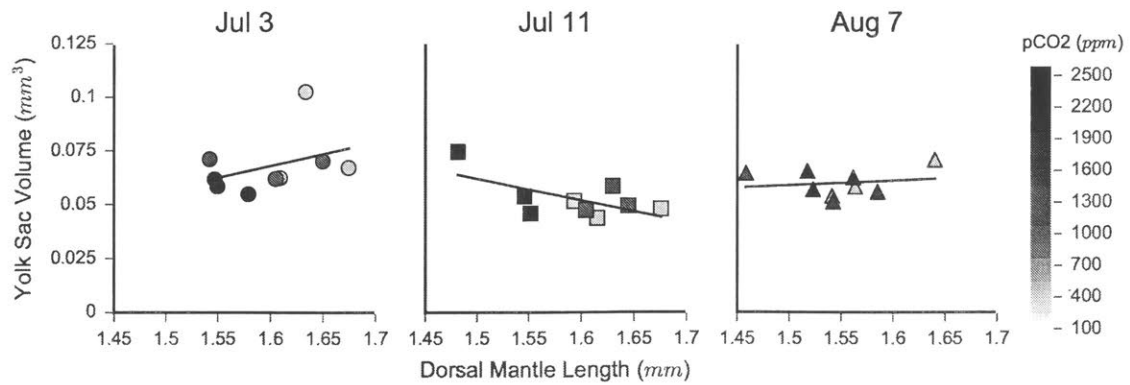 Jul 3
Jul 11
Aug 7
pCO2 (ppm)
Yolk Sac Volume (mm³)
0.125
0.1
0.075
0.05
0.025
0
1.45 1.5 1.55 1.6 1.65 1.7
1.45 1.5 1.55 1.6 1.65 1.7
1.45 1.5 1.55 1.6 1.65 1.7
Dorsal Mantle Length (mm)
2500
2200
1900
1600
1300
1000
700
400
100